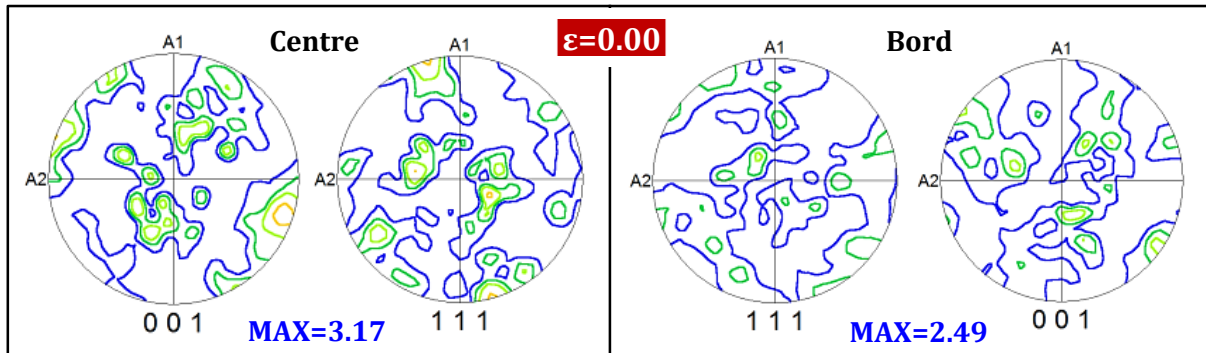 Centre
ε=0.00
Bord
A1
A1
A1
A1
A2
A2
A2
A2
0 0 1
1 1 1
1 1 1
0 0 1
MAX=3.17
MAX=2.49